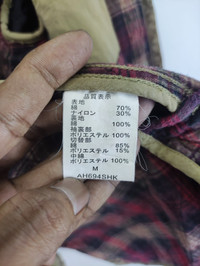 品質表示
表地
綿 70%
ナイロン 30%
裏地
綿 100%
袖裏部
ポリエステル 100%
切替部
綿 85%
ポリエステル 15%
中綿
ポリエステル 100%
M
AH694SHK